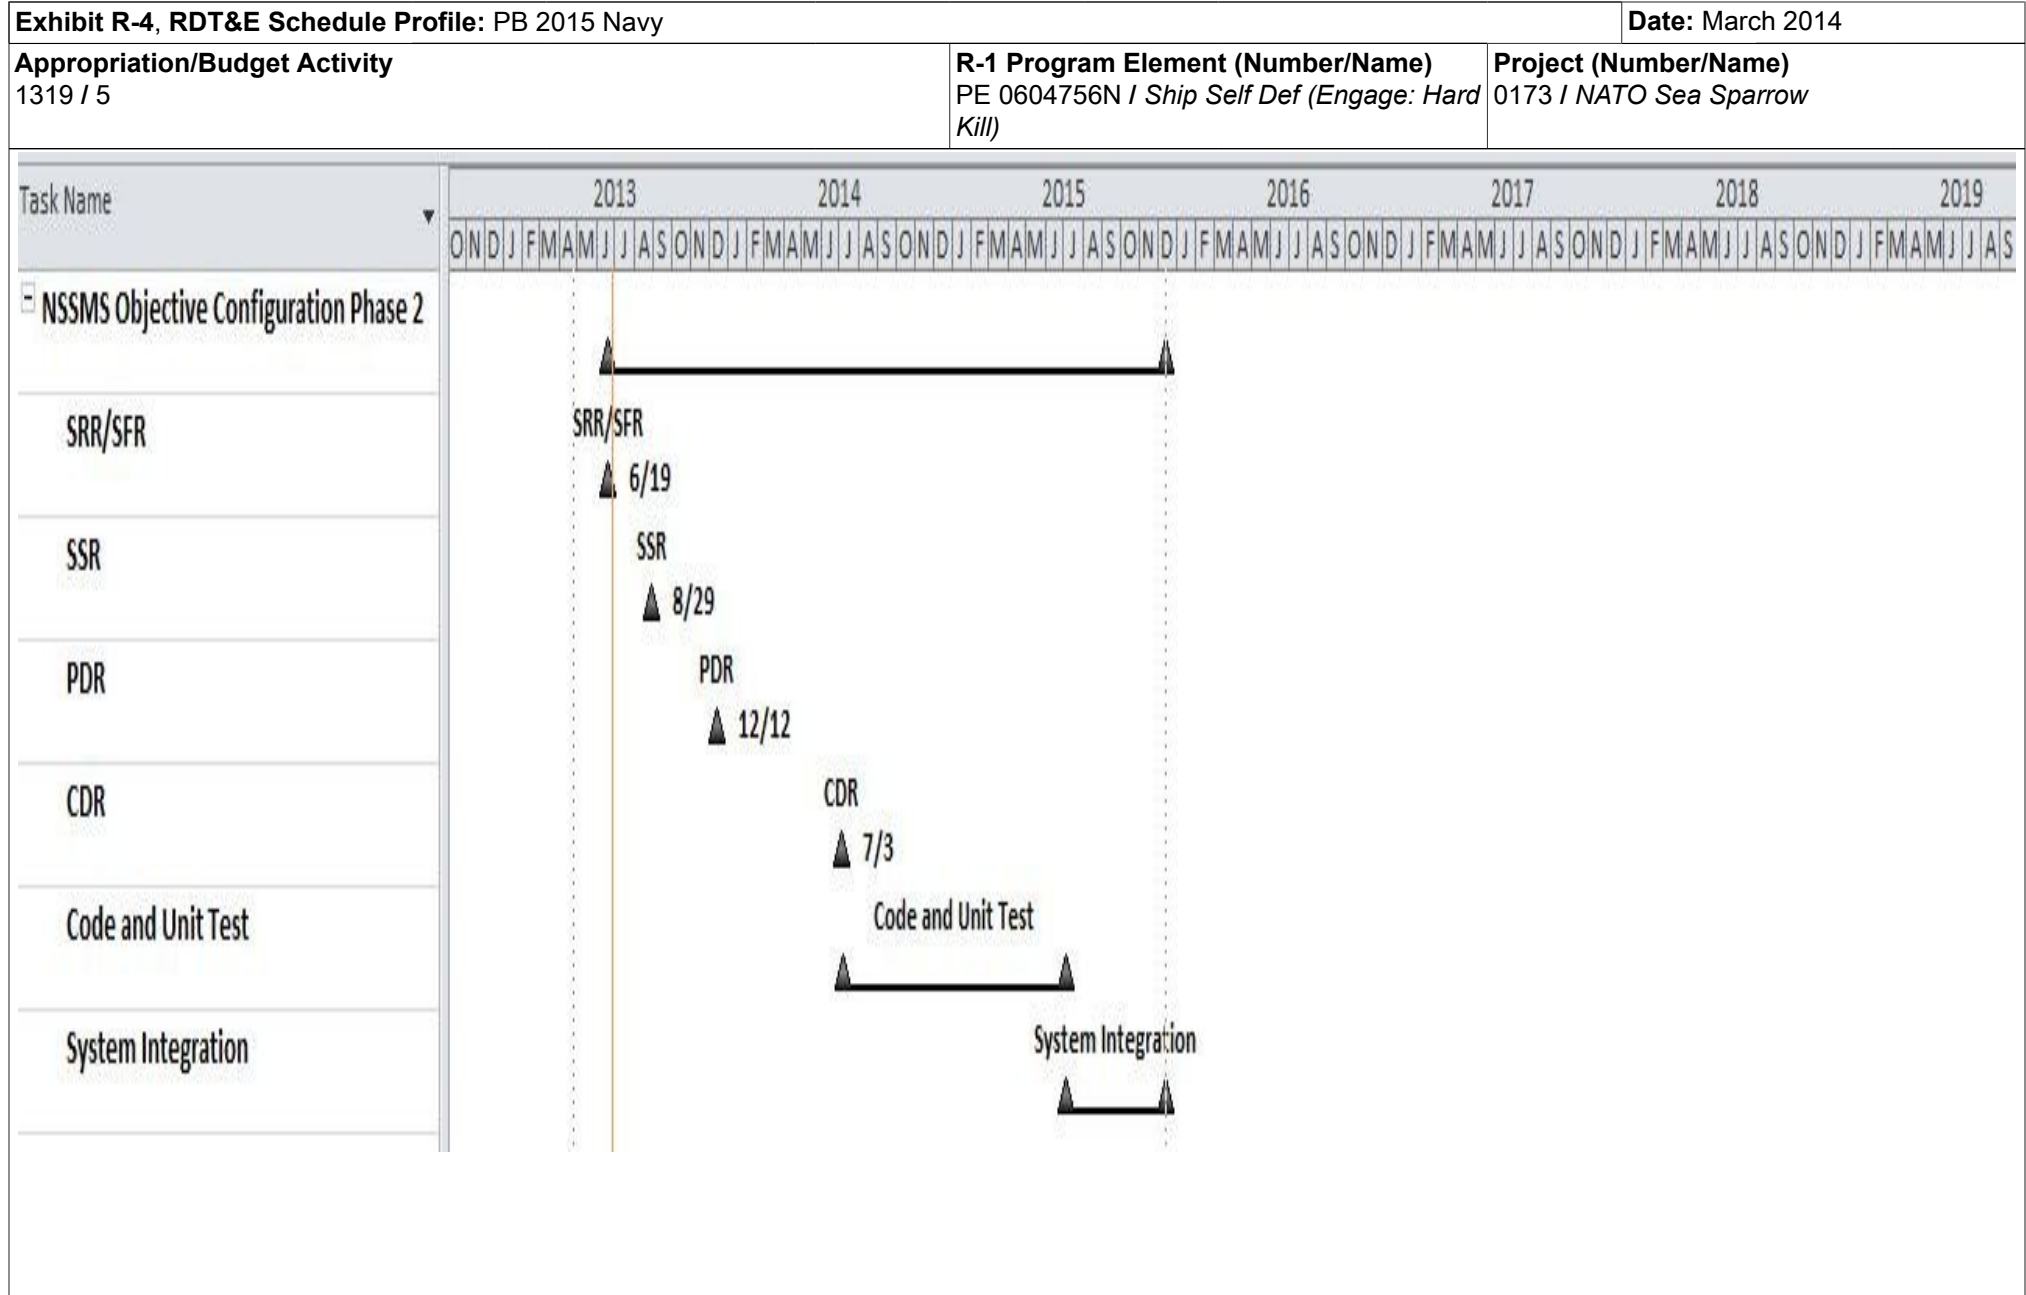 Exhibit R-4, RDT&E Schedule Profile: PB 2015 Navy
Date: March 2014
Appropriation/Budget Activity
1319 / 5
R-1 Program Element (Number/Name)
PE 0604756N / Ship Self Def (Engage: Hard
Kill)
Project (Number/Name)
0173 / NATO Sea Sparrow
Task Name
2013 2014 2015 2016 2017 2018 2019
O N D J F M A M J J A S O N D J F M A M J J A S O N D J F M A M J J A S O N D J F M A M J J A S O N D J F M A M J J A S O N D J F M A M J J A S O N D J F M A M J J A S
NSSMS Objective Configuration Phase 2
SRR/SFR
SRR/SFR
6/19
SSR
SSR
8/29
PDR
PDR
12/12
CDR
CDR
7/3
Code and Unit Test
Code and Unit Test
System Integration
System Integration